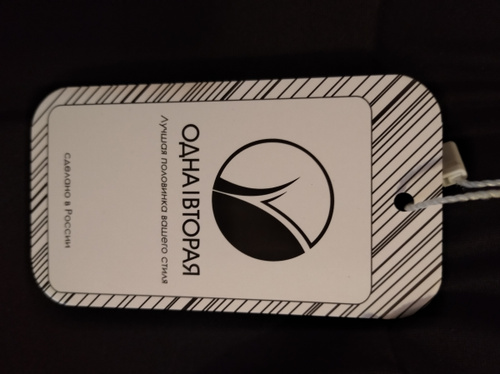 ОДНА|ВТОРАЯ
Лучшая половинка вашего стиля
сделано в России